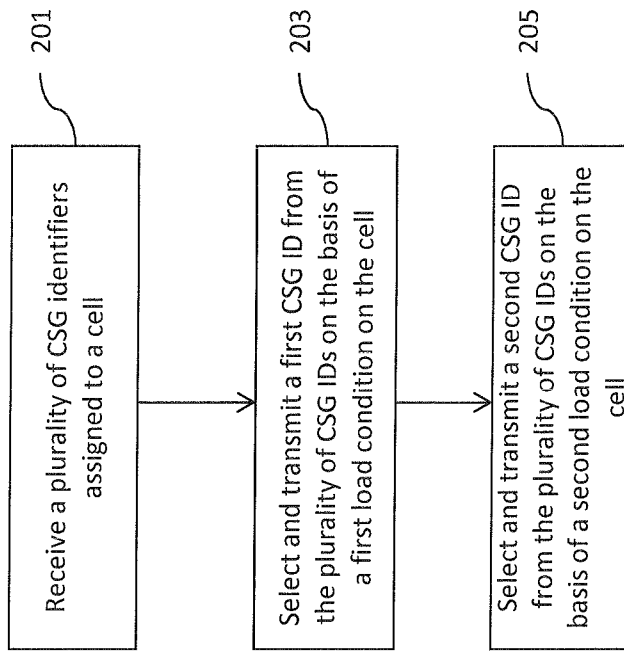 201
Receive a plurality of CSG identifiers
assigned to a cell
203
Select and transmit a first CSG ID from
the plurality of CSG IDs on the basis of
a first load condition on the cell
205
Select and transmit a second CSG ID
from the plurality of CSG IDs on the
basis of a second load condition on the
cell